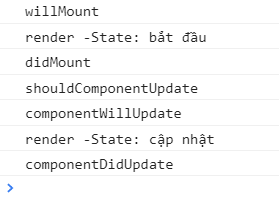 willMount
render -State: bắt đầu
didMount
shouldComponentUpdate
componentWillUpdate
render -State: cập nhật
componentDidUpdate